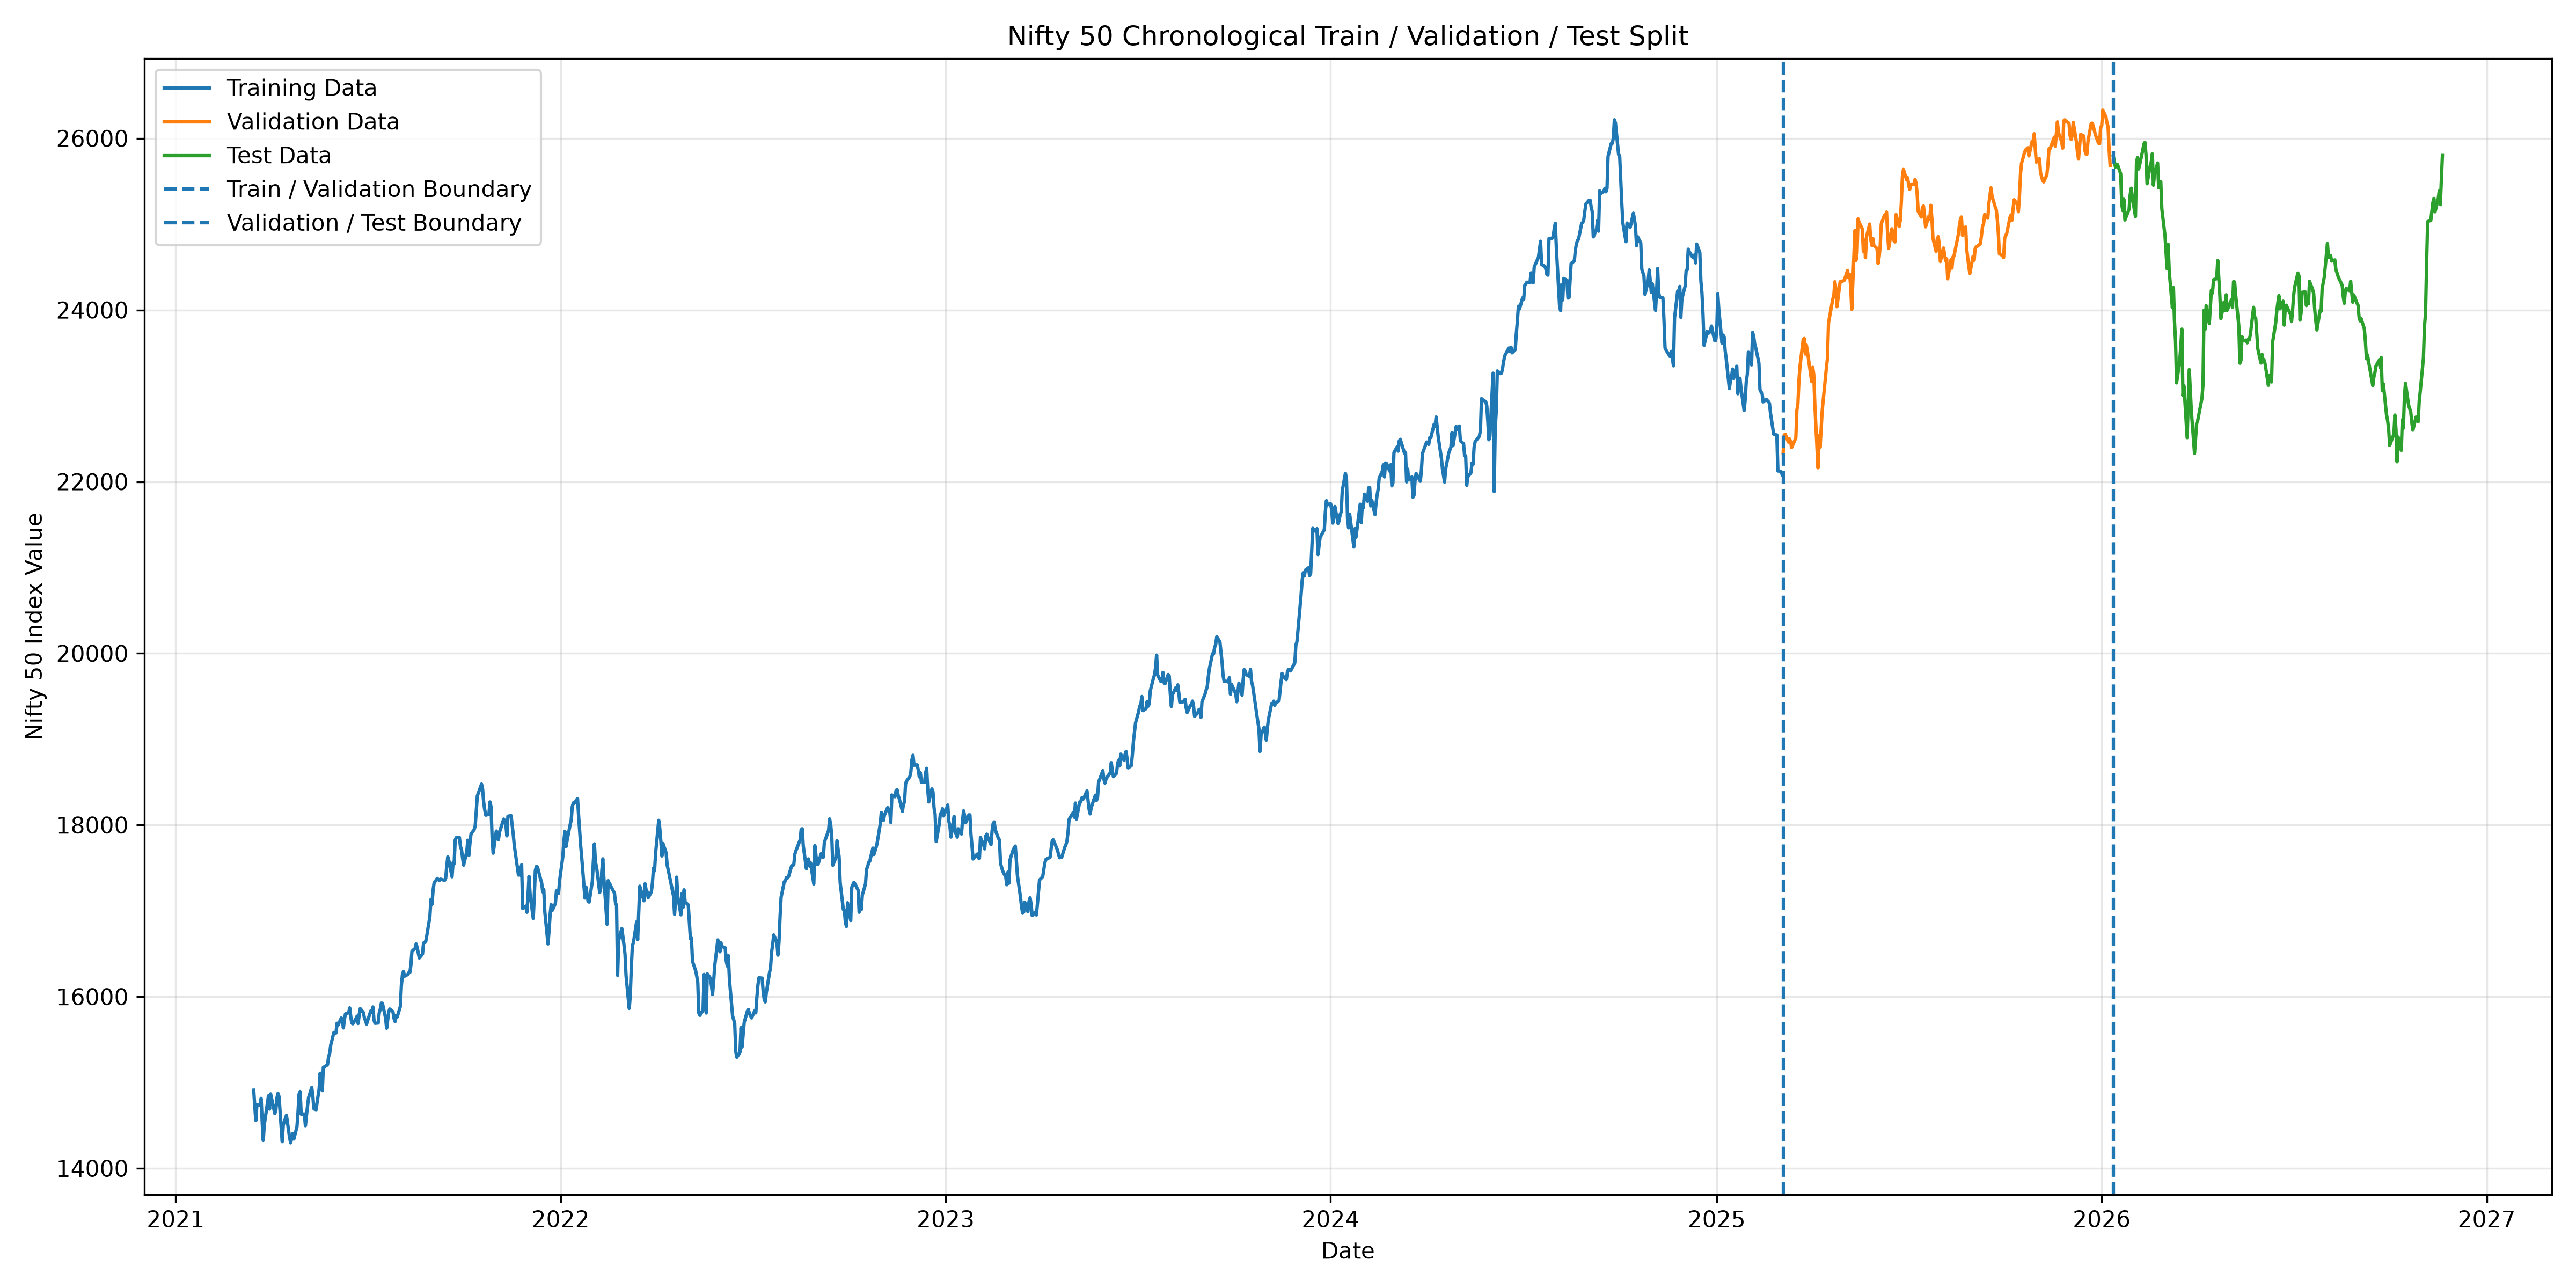 Nifty 50 Chronological Train / Validation / Test Split
Training Data
Validation Data
Test Data
Train / Validation Boundary
Validation / Test Boundary
Nifty 50 Index Value
26000
24000
22000
20000
18000
16000
14000
2021
2022
2023
2024
2025
2026
2027
Date